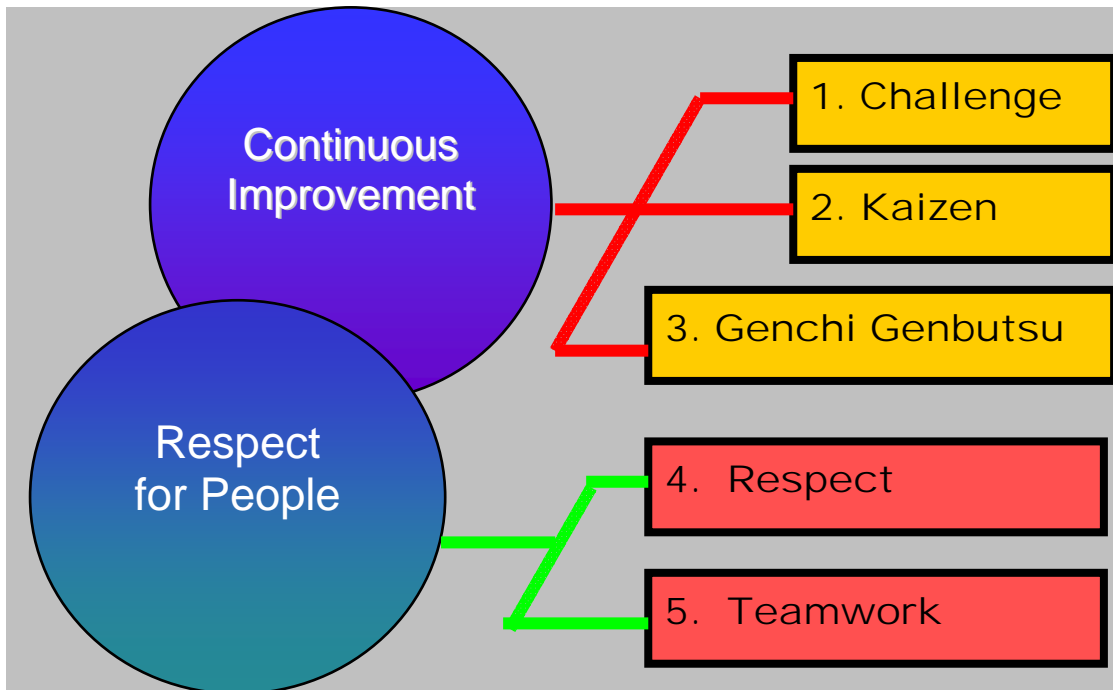 Continuous
Improvement
1. Challenge
2. Kaizen
3. Genchi Genbutsu
Respect
for People
4. Respect
5. Teamwork